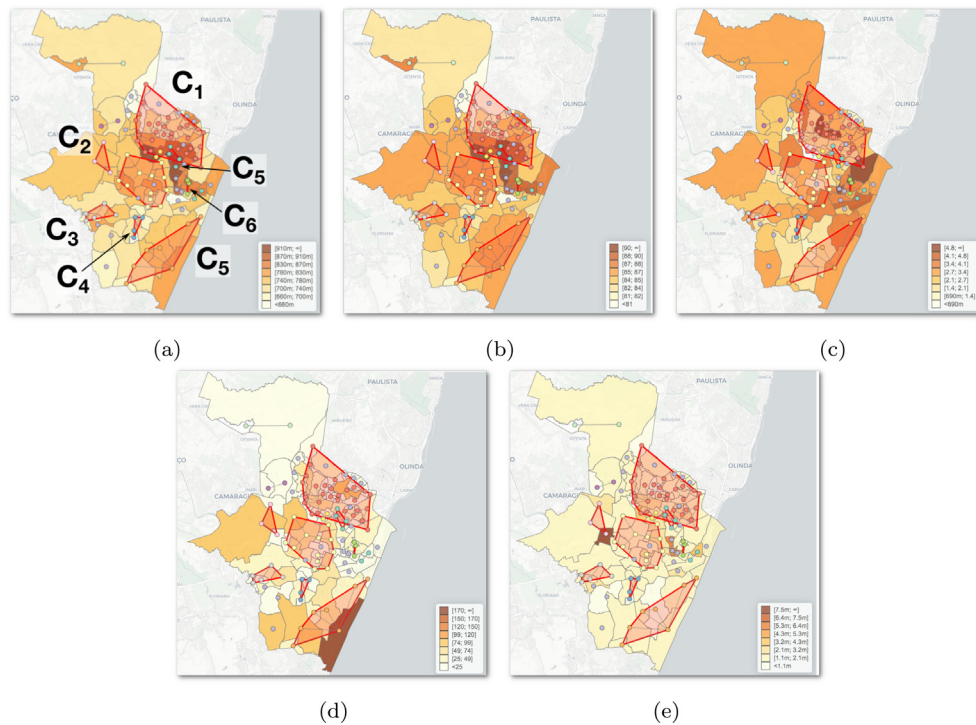 PAULISTA
OLINDA
CAMARAGI
C1
C2
C3
C4
C5
C6
C5
[910m; ∞]
[870m; 910m]
[830m; 870m]
[780m; 830m]
[740m; 780m]
[700m; 740m]
[660m; 700m]
<660m
(a)
PAULISTA
OLINDA
CAMARAGI
[90; ∞]
[88; 90]
[87; 88]
[85; 87]
[84; 85]
[82; 84]
[81; 82]
<81
(b)
PAULISTA
OLINDA
CAMARAGI
[4.8; ∞]
[4.1; 4.8]
[3.4; 4.1]
[2.7; 3.4]
[2.1; 2.7]
[1.4; 2.1]
[690m; 1.4]
<690m
(c)
PAULISTA
OLINDA
CAMARAGI
[170; ∞]
[150; 170]
[120; 150]
[99; 120]
[74; 99]
[49; 74]
[25; 49]
<25
(d)
PAULISTA
OLINDA
CAMARAGI
[7.5m; ∞]
[6.4m; 7.5m]
[5.3m; 6.4m]
[4.3m; 5.3m]
[3.2m; 4.3m]
[2.1m; 3.2m]
[1.1m; 2.1m]
<1.1m
(e)